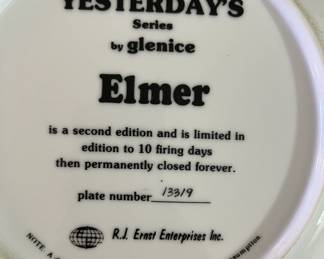 YESTERDAY'S
Series
by glenice
Elmer
is a second edition and is limited in
edition to 10 firing days
then permanently closed forever.
plate number 13319
R.J. Ernst Enterprises Inc.
NOTE: